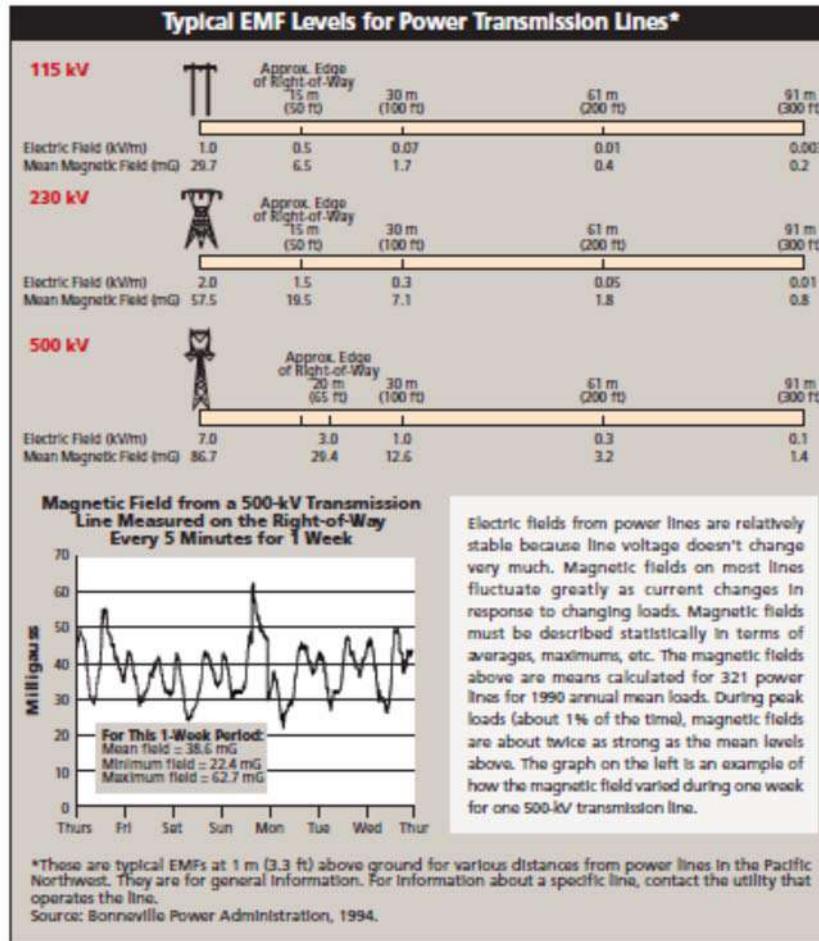 Typical EMF Levels for Power Transmission Lines*
115 kV
Approx. Edge
of Right-of-Way
15 m 30 m 61 m 91 m
(50 ft) (100 ft) (200 ft) (300 ft)
Electric Field (kV/m) 1.0 0.5 0.07 0.01
Mean Magnetic Field (mG) 29.7 6.5 1.7 0.4 0.2
230 kV
Approx. Edge
of Right-of-Way
15 m 30 m 61 m 91 m
(50 ft) (100 ft) (200 ft) (300 ft)
Electric Field (kV/m) 2.0 1.5 0.3 0.05 0.01
Mean Magnetic Field (mG) 57.5 19.5 7.1 1.8 0.8
500 kV
Approx. Edge
of Right-of-Way
20 m 30 m 61 m 91 m
(65 ft) (100 ft) (200 ft) (300 ft)
Electric Field (kV/m) 7.0 3.0 1.0 0.3 0.1
Mean Magnetic Field (mG) 86.7 29.4 12.6 3.2 1.4
Magnetic Field from a 500-kV Transmission
Line Measured on the Right-of-Way
Every 5 Minutes for 1 Week
70
60
50
40
30
20
10
0
Milligauss
For This 1-Week Period:
Mean field = 38.6 mG
Minimum field = 22.4 mG
Maximum field = 62.7 mG
Thurs Fri Sat Sun Mon Tue Wed Thur
Electric fields from power lines are relatively
stable because line voltage doesn't change
very much. Magnetic fields on most lines
fluctuate greatly as current changes in
response to changing loads. Magnetic fields
must be described statistically in terms of
averages, maximums, etc. The magnetic fields
above are means calculated for 321 power
lines for 1990 annual mean loads. During peak
loads (about 1% of the time), magnetic fields
are about twice as strong as the mean levels
above. The graph on the left is an example of
how the magnetic field varied during one week
for one 500-kV transmission line.
*These are typical EMFs at 1 m (3.3 ft) above ground for various distances from power lines in the Pacific
Northwest. They are for general information. For information about a specific line, contact the utility that
operates the line.
Source: Bonneville Power Administration, 1994.